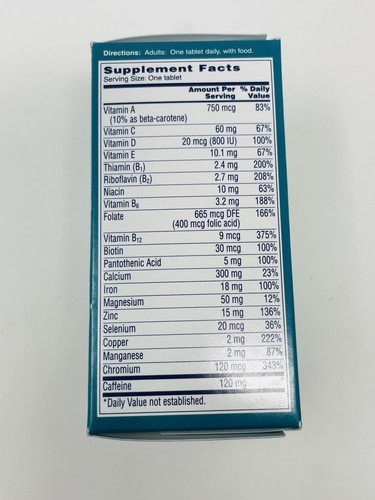 Directions: Adults: One tablet daily, with food.
Supplement Facts
Serving Size: One tablet
Amount Per Serving % Daily Value
Vitamin A 750 mcg 83%
(10% as beta-carotene)
Vitamin C 60 mg 67%
Vitamin D 20 mcg (800 IU) 100%
Vitamin E 10.1 mg 67%
Thiamin (B₁) 2.4 mg 200%
Riboflavin (B₂) 2.7 mg 208%
Niacin 10 mg 63%
Vitamin B₆ 3.2 mg 188%
Folate 665 mcg DFE 166%
(400 mcg folic acid)
Vitamin B₁₂ 9 mcg 375%
Biotin 30 mcg 100%
Pantothenic Acid 5 mg 100%
Calcium 300 mg 23%
Iron 18 mg 100%
Magnesium 50 mg 12%
Zinc 15 mg 136%
Selenium 20 mcg 36%
Copper 2 mg 222%
Manganese 2 mg 87%
Chromium 120 mcg 343%
Caffeine 120 mg *
*Daily Value not established.